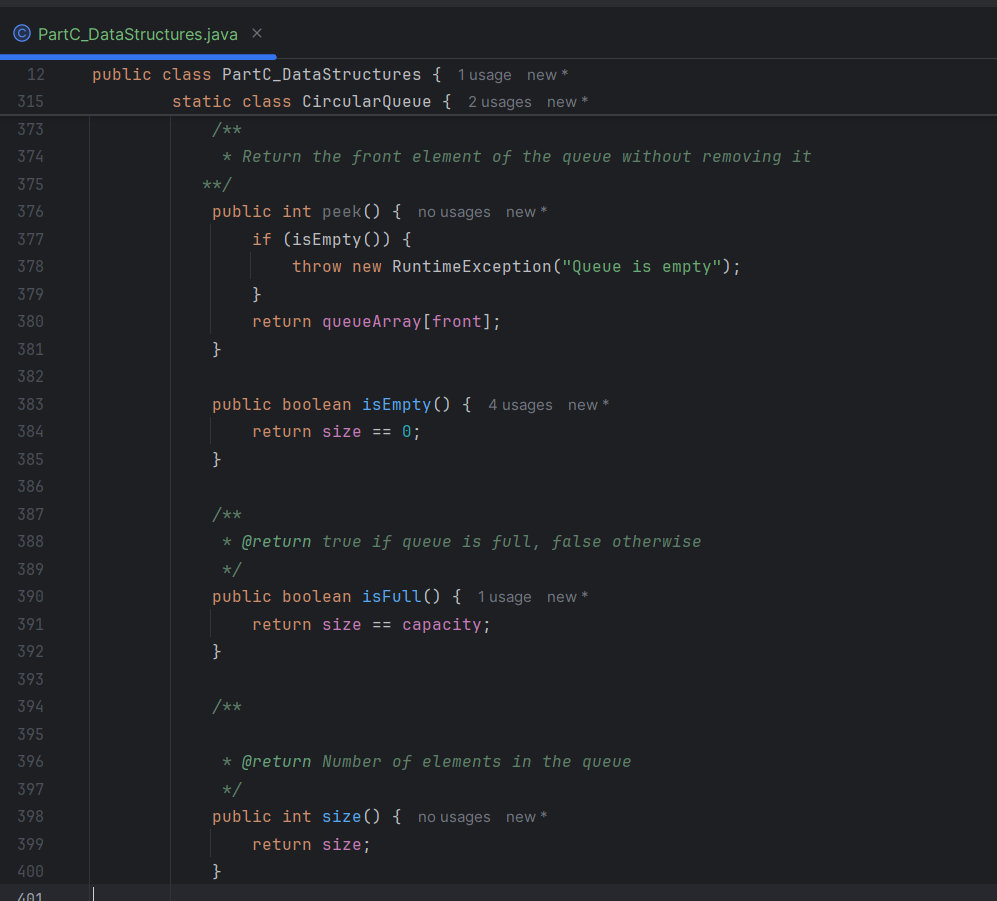 PartC_DataStructures.java
12 public class PartC_DataStructures { 1 usage new *
315 static class CircularQueue { 2 usages new *
373 /**
374 * Return the front element of the queue without removing it
375 **/
376 public int peek() { no usages new *
377 if (isEmpty()) {
378 throw new RuntimeException("Queue is empty");
379 }
380 return queueArray[front];
381 }
382
383 public boolean isEmpty() { 4 usages new *
384 return size == 0;
385 }
386
387 /**
388 * @return true if queue is full, false otherwise
389 */
390 public boolean isFull() { 1 usage new *
391 return size == capacity;
392 }
393
394 /**
395
396 * @return Number of elements in the queue
397 */
398 public int size() { no usages new *
399 return size;
400 }
401